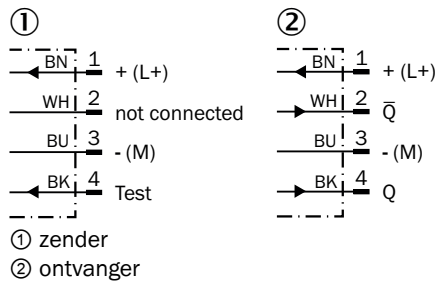 ①
BN 1 + (L+)
WH 2 not connected
BU 3 - (M)
BK 4 Test
②
BN 1 + (L+)
WH 2 Q̅
BU 3 - (M)
BK 4 Q
① zender
② ontvanger